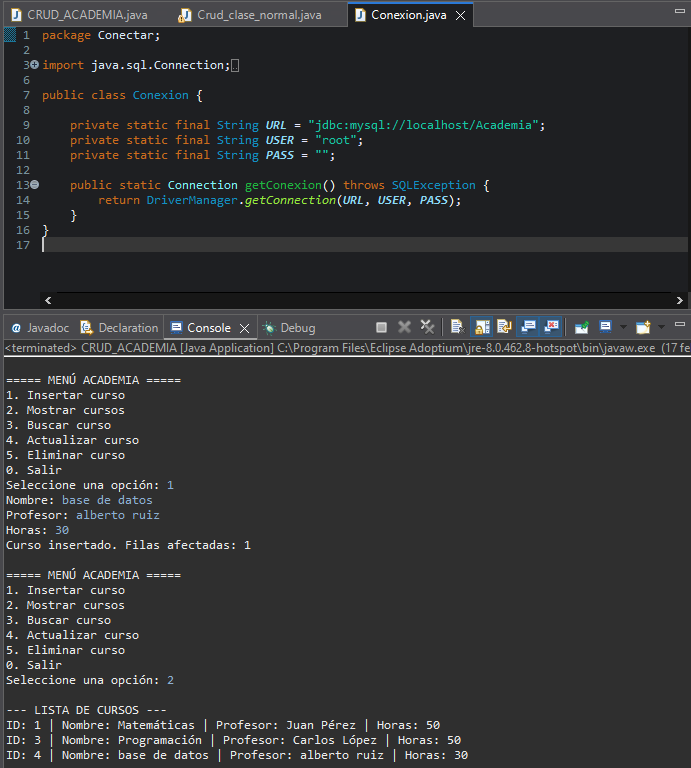 CRUD_ACADEMIA.java Crud_clase_normal.java Conexion.java
1 package Conectar;
2
3 import java.sql.Connection;
6
7 public class Conexion {
8
9 private static final String URL = "jdbc:mysql://localhost/Academia";
10 private static final String USER = "root";
11 private static final String PASS = "";
12
13 public static Connection getConexion() throws SQLException {
14 return DriverManager.getConnection(URL, USER, PASS);
15 }
16 }
17
@ Javadoc Declaration Console Debug
<terminated> CRUD_ACADEMIA [Java Application] C:\Program Files\Eclipse Adoptium\jre-8.0.462.8-hotspot\bin\javaw.exe (17 fe
===== MENÚ ACADEMIA =====
1. Insertar curso
2. Mostrar cursos
3. Buscar curso
4. Actualizar curso
5. Eliminar curso
0. Salir
Seleccione una opción: 1
Nombre: base de datos
Profesor: alberto ruiz
Horas: 30
Curso insertado. Filas afectadas: 1
===== MENÚ ACADEMIA =====
1. Insertar curso
2. Mostrar cursos
3. Buscar curso
4. Actualizar curso
5. Eliminar curso
0. Salir
Seleccione una opción: 2
--- LISTA DE CURSOS ---
ID: 1 | Nombre: Matemáticas | Profesor: Juan Pérez | Horas: 50
ID: 3 | Nombre: Programación | Profesor: Carlos López | Horas: 50
ID: 4 | Nombre: base de datos | Profesor: alberto ruiz | Horas: 30